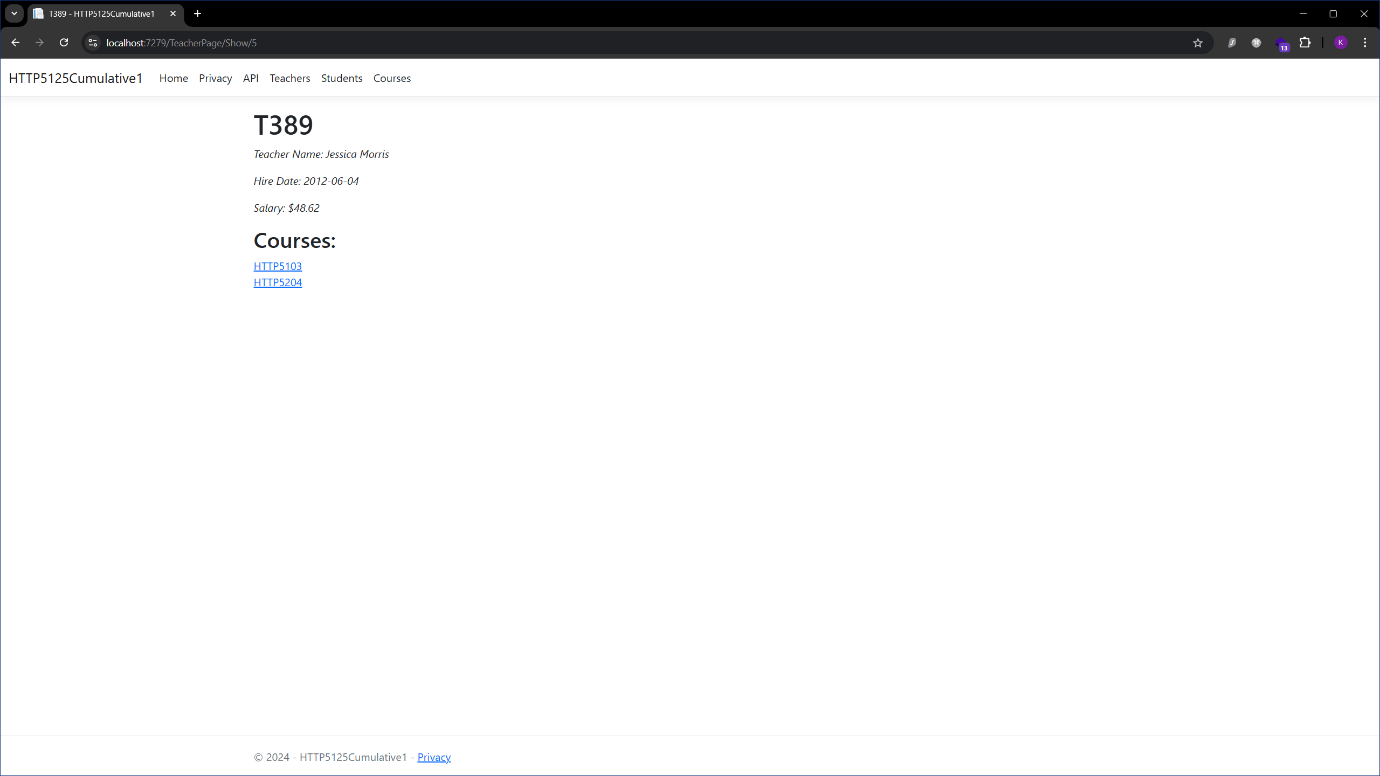 T389 - HTTP5125Cumulative1
localhost:7279/TeacherPage/Show/5
13
K
HTTP5125Cumulative1 Home Privacy API Teachers Students Courses
T389
Teacher Name: Jessica Morris
Hire Date: 2012-06-04
Salary: $48.62
Courses:
HTTP5103
HTTP5204
© 2024 - HTTP5125Cumulative1 - Privacy